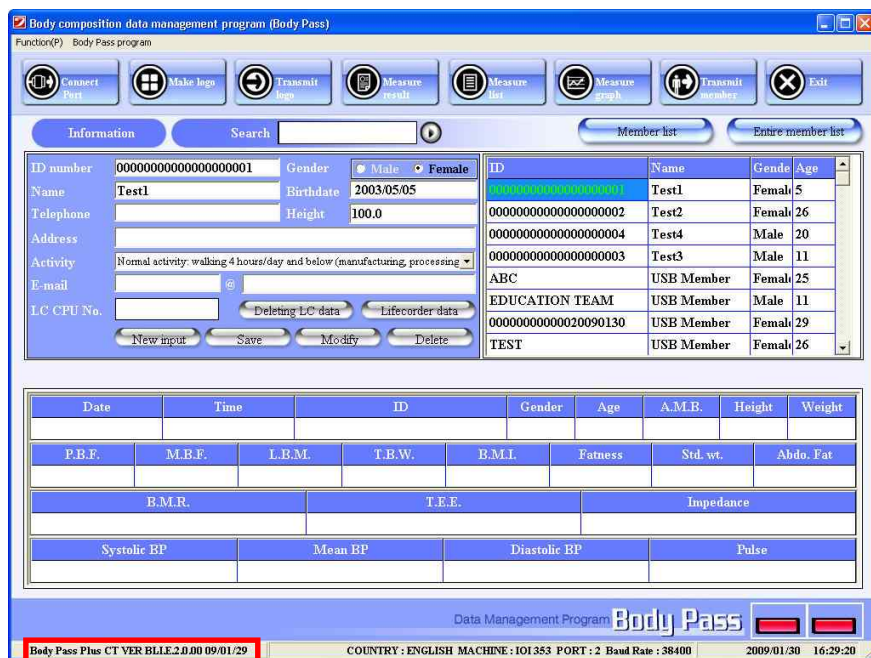 Body composition data management program (Body Pass)
Function(P) Body Pass program
Connect Port
Make logo
Transmit logo
Measure result
Measure list
Measure graph
Transmit member
Exit
Information Search Member list Entire member list
ID number 00000000000000000001 Gender Male Female
Name Test1 Birthdate 2003/05/05
Telephone Height 100.0
Address
Activity Normal activity: walking 4 hours/day and below (manufacturing, processing
E-mail @
LC CPU No. Deleting LC data Lifecorder data
New input Save Modify Delete
ID Name Gende Age
00000000000000000001 Test1 Femal 5
00000000000000000002 Test2 Femal 26
00000000000000000004 Test4 Male 20
00000000000000000003 Test3 Male 11
ABC USB Member Femal 25
EDUCATION TEAM USB Member Male 11
00000000000020090130 USB Member Femal 29
TEST USB Member Femal 26
Date Time ID Gender Age A.M.B. Height Weight
P.B.F. M.B.F. L.B.M. T.B.W. B.M.I. Fatness Std. wt. Abdo. Fat
B.M.R. T.E.E. Impedance
Systolic BP Mean BP Diastolic BP Pulse
Data Management Program Body Pass
Body Pass Plus CT VER BLI.E.2.0.00 09/01/29 COUNTRY : ENGLISH MACHINE : IOI 353 PORT : 2 Baud Rate : 38400 2009/01/30 16:29:20